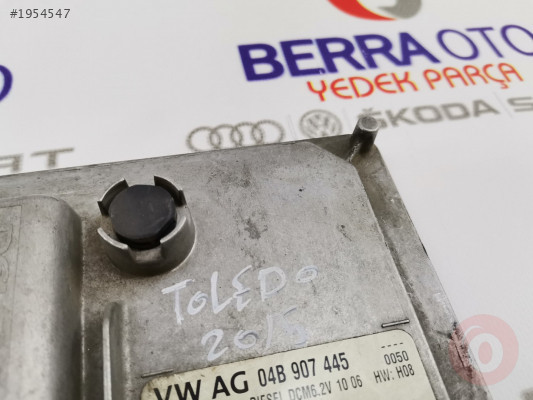 #1954547
BERRA OTO
YEDEK PARÇA
ŠKODA
TOLEDO
2015
VW AG 04B 907 445
0050
DIESEL DCM6.2V 10 06 HW: H08